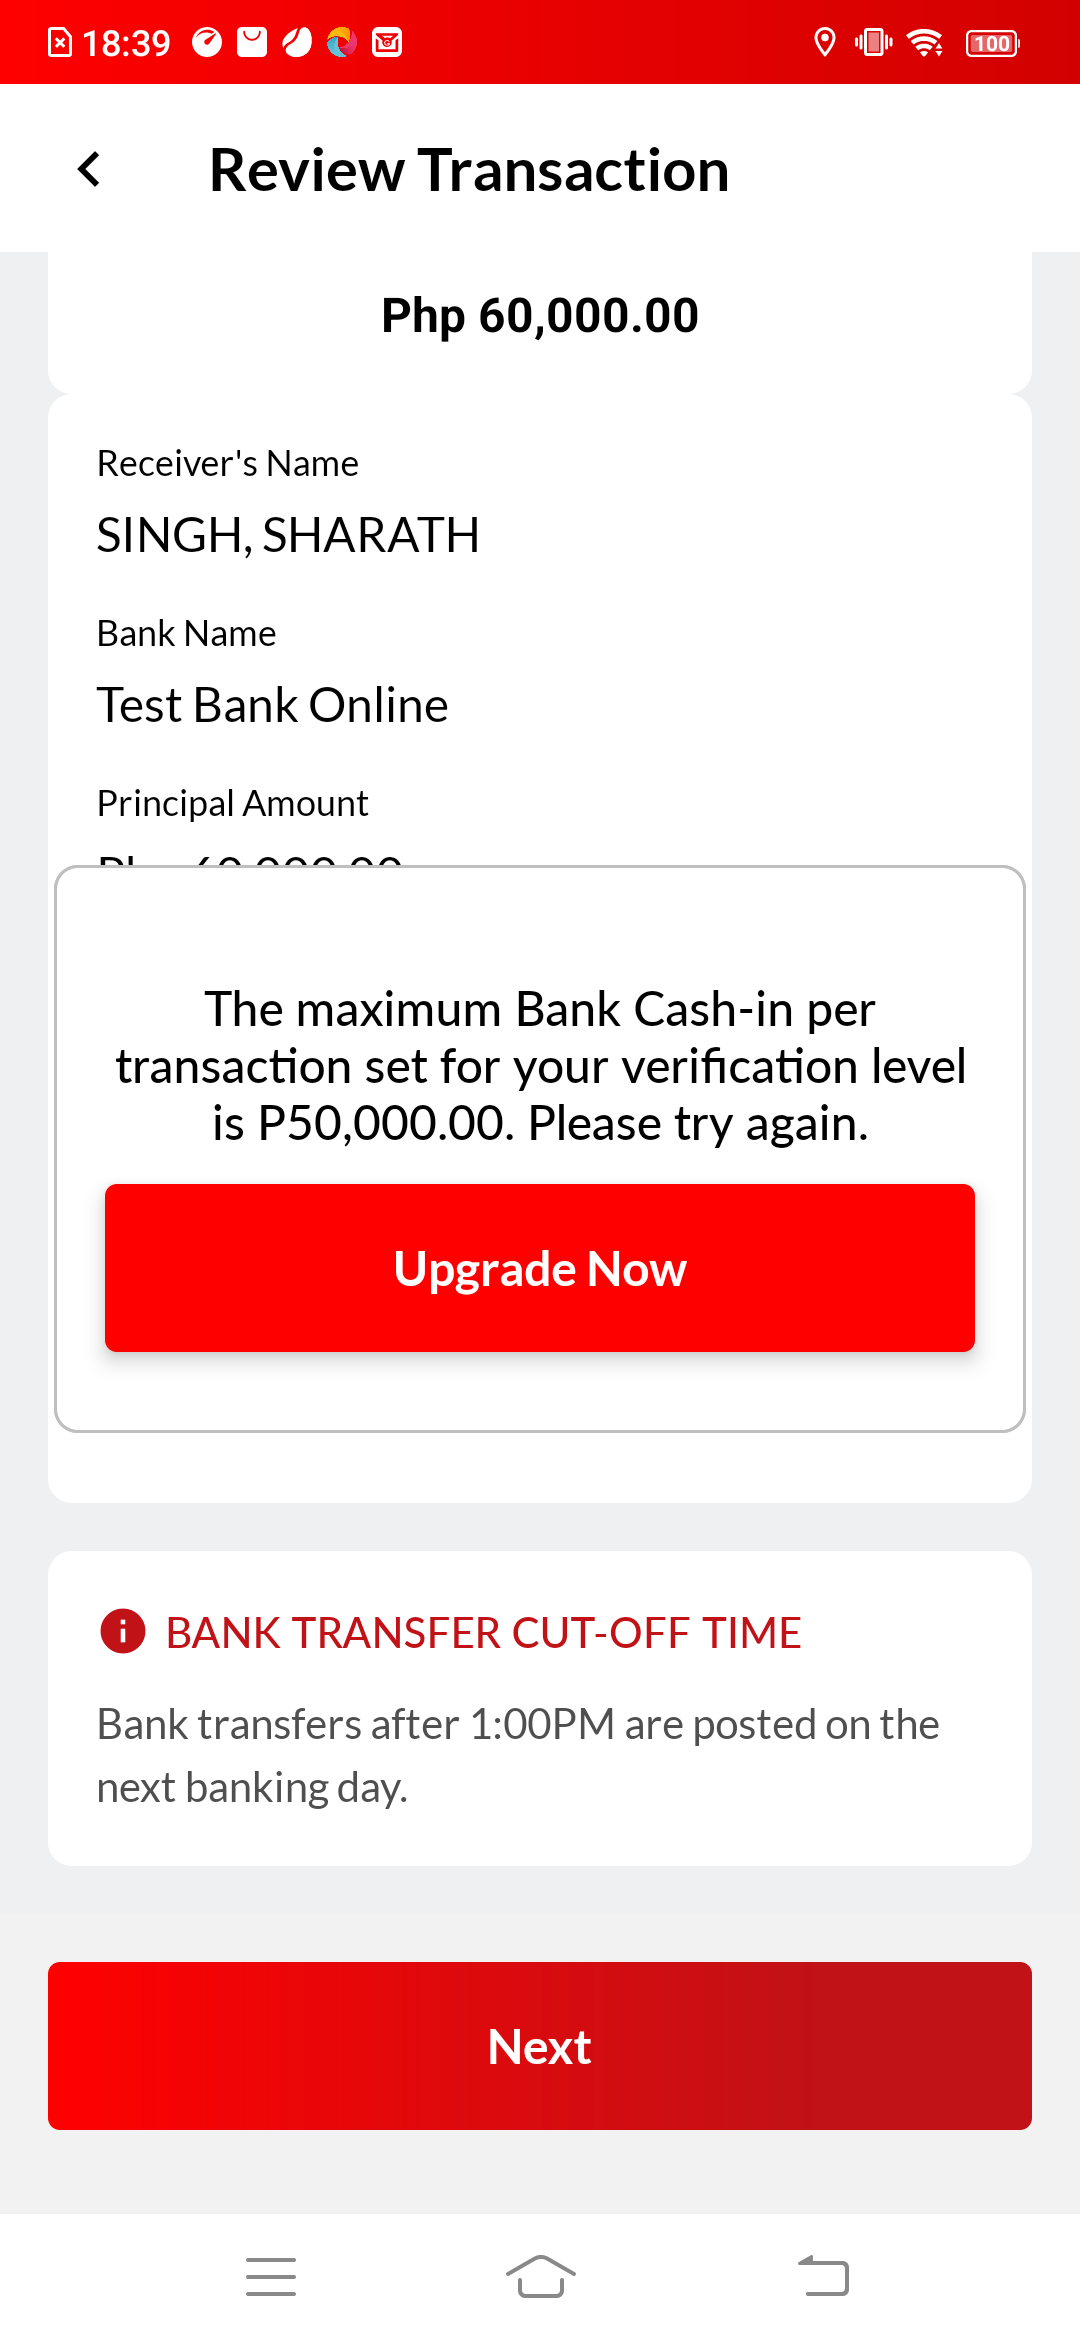 18:39
100
Review Transaction
Php 60,000.00
Receiver's Name
SINGH, SHARATH
Bank Name
Test Bank Online
Principal Amount
The maximum Bank Cash-in per
transaction set for your verification level
is P50,000.00. Please try again.
Upgrade Now
BANK TRANSFER CUT-OFF TIME
Bank transfers after 1:00PM are posted on the
next banking day.
Next